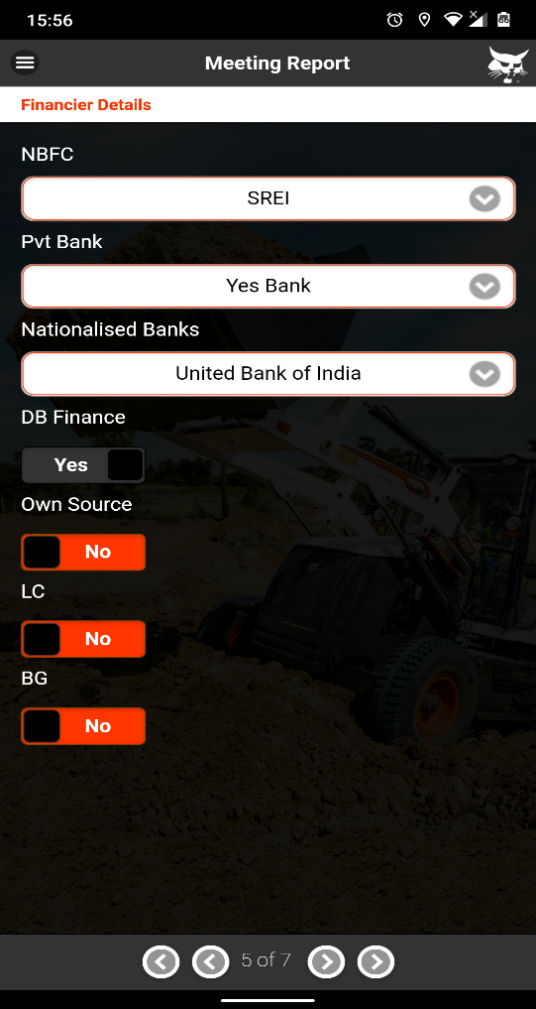 15:56
Meeting Report
Financier Details
NBFC
SREI
Pvt Bank
Yes Bank
Nationalised Banks
United Bank of India
DB Finance
Yes
Own Source
No
LC
No
BG
No
5 of 7